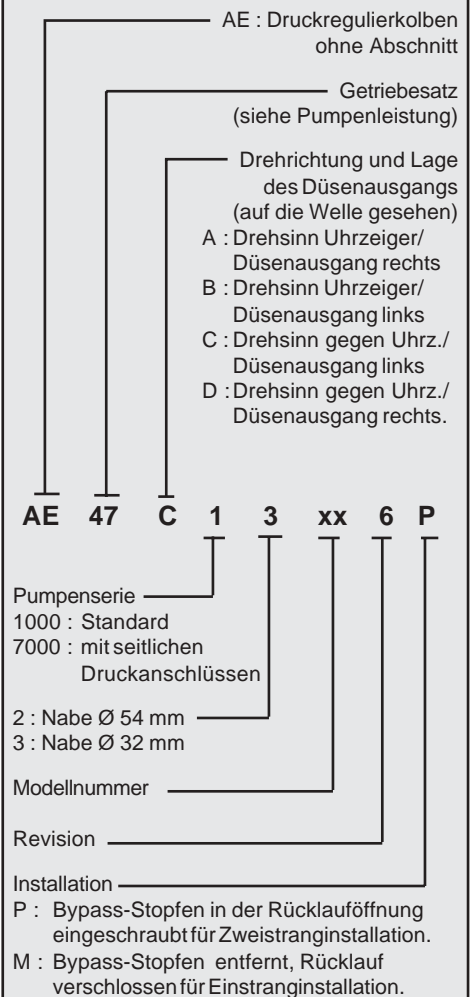 AE : Druckregulierkolben
ohne Abschnitt
Getriebesatz
(siehe Pumpenleistung)
Drehrichtung und Lage
des Düsenausgangs
(auf die Welle gesehen)
A : Drehsinn Uhrzeiger/
Düsenausgang rechts
B : Drehsinn Uhrzeiger/
Düsenausgang links
C : Drehsinn gegen Uhrz./
Düsenausgang links
D : Drehsinn gegen Uhrz./
Düsenausgang rechts.
AE 47 C 1 3 xx 6 P
Pumpenserie
1000 : Standard
7000 : mit seitlichen
Druckanschlüssen
2 : Nabe Ø 54 mm
3 : Nabe Ø 32 mm
Modellnummer
Revision
Installation
P : Bypass-Stopfen in der Rücklauföffnung
eingeschraubt für Zweistranginstallation.
M : Bypass-Stopfen entfernt, Rücklauf
verschlossen für Einstranginstallation.